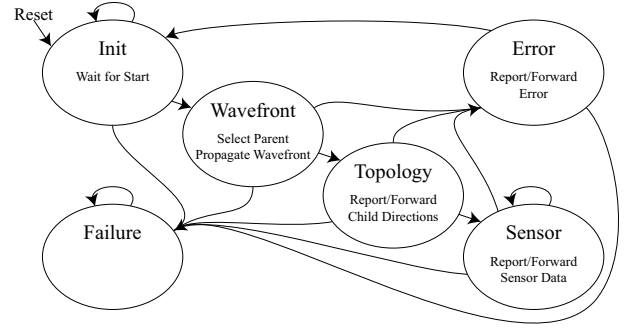 Reset
Init
Wait for Start
Error
Report/Forward
Error
Wavefront
Select Parent
Propagate Wavefront
Topology
Report/Forward
Child Directions
Failure
Sensor
Report/Forward
Sensor Data